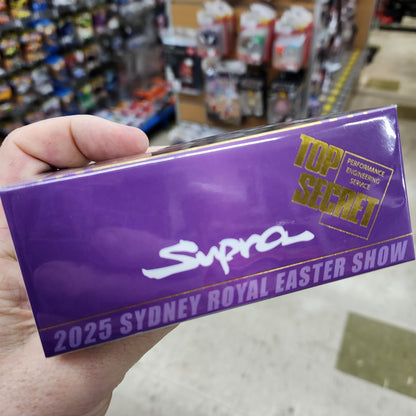 TOP
SECRET
PERFORMANCE
ENGINEERING
SERVICE
Supra
2025 SYDNEY ROYAL EASTER SHOW